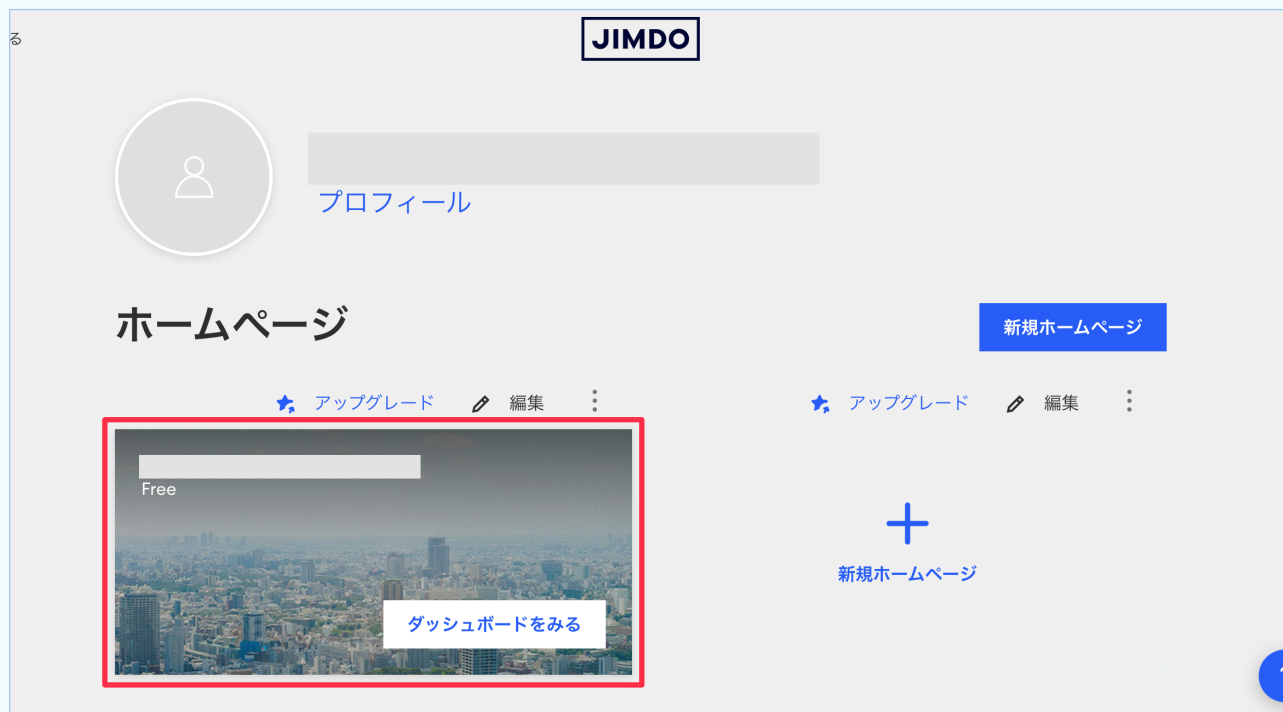 る
JIMDO
プロフィール
ホームページ
新規ホームページ
アップグレード 編集
アップグレード 編集
Free
ダッシュボードをみる
新規ホームページ